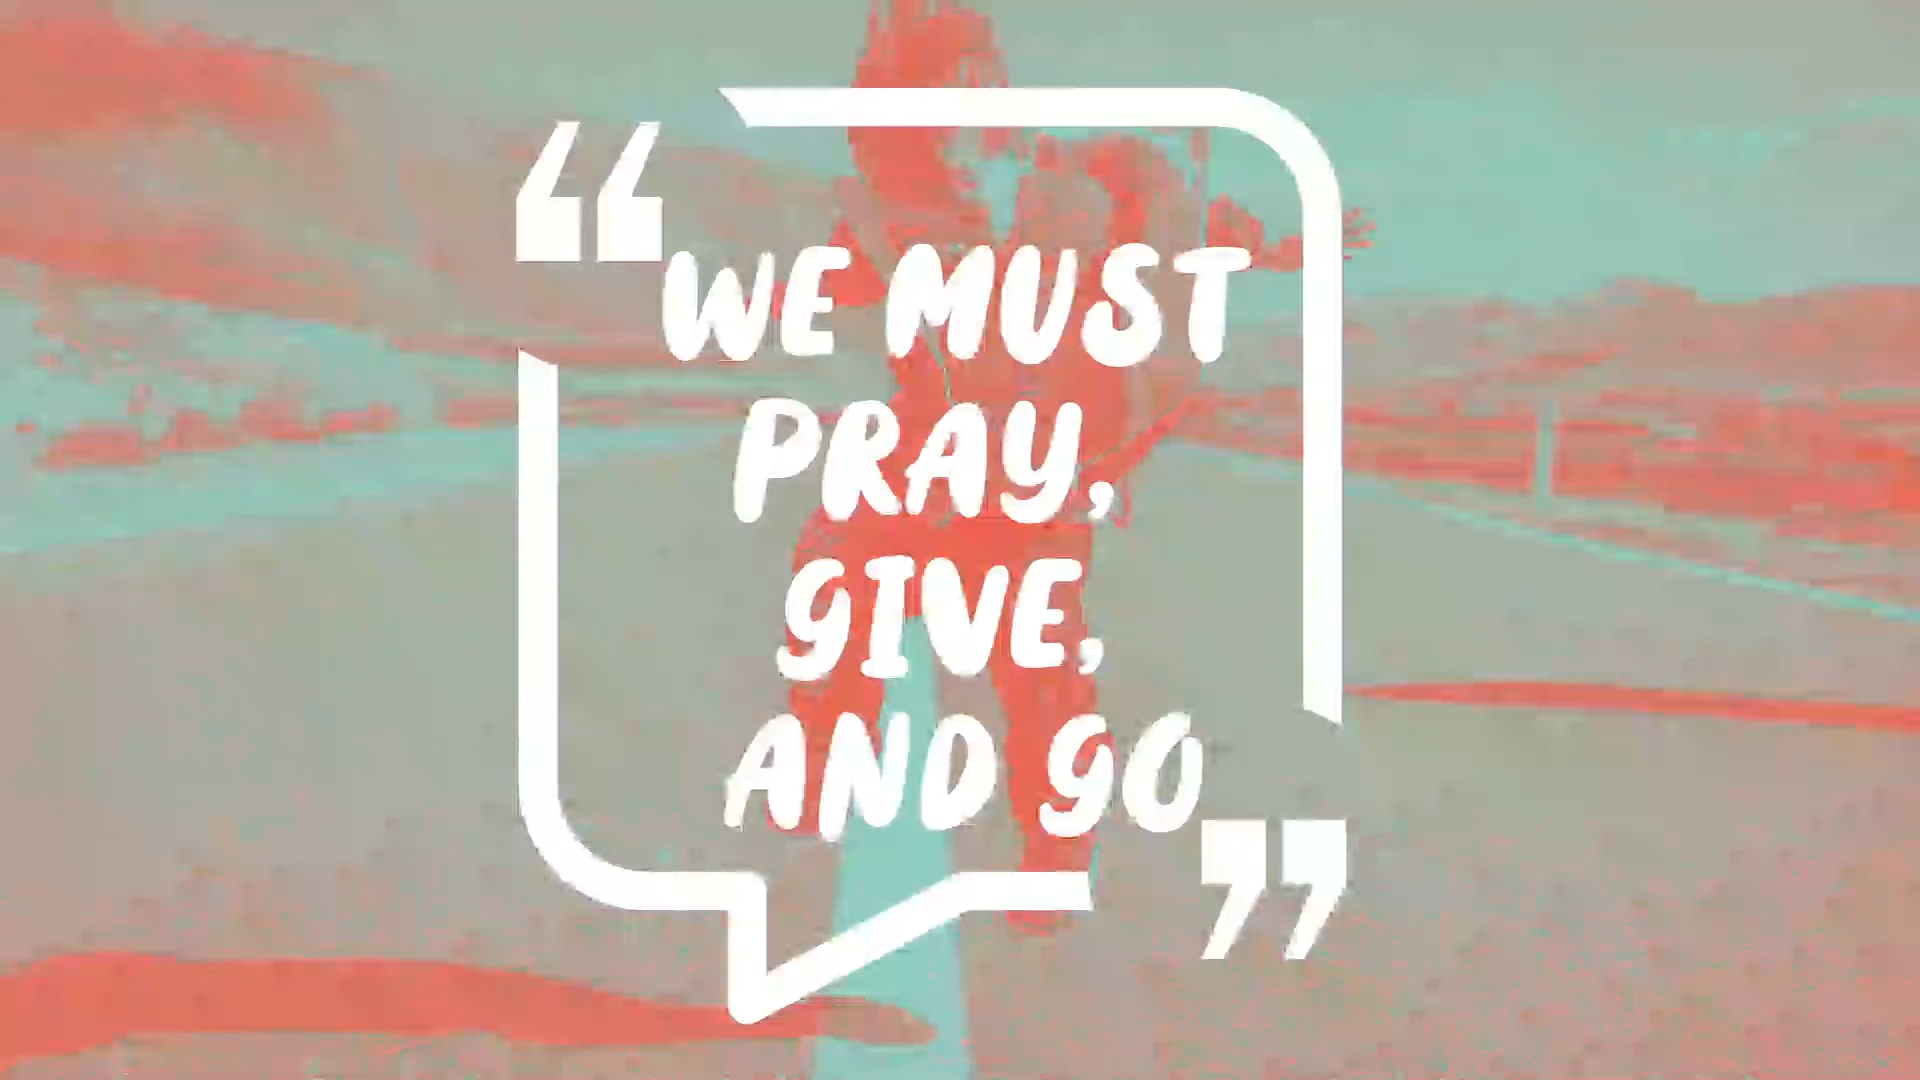 “WE MUST
PRAY,
GIVE,
AND GO”